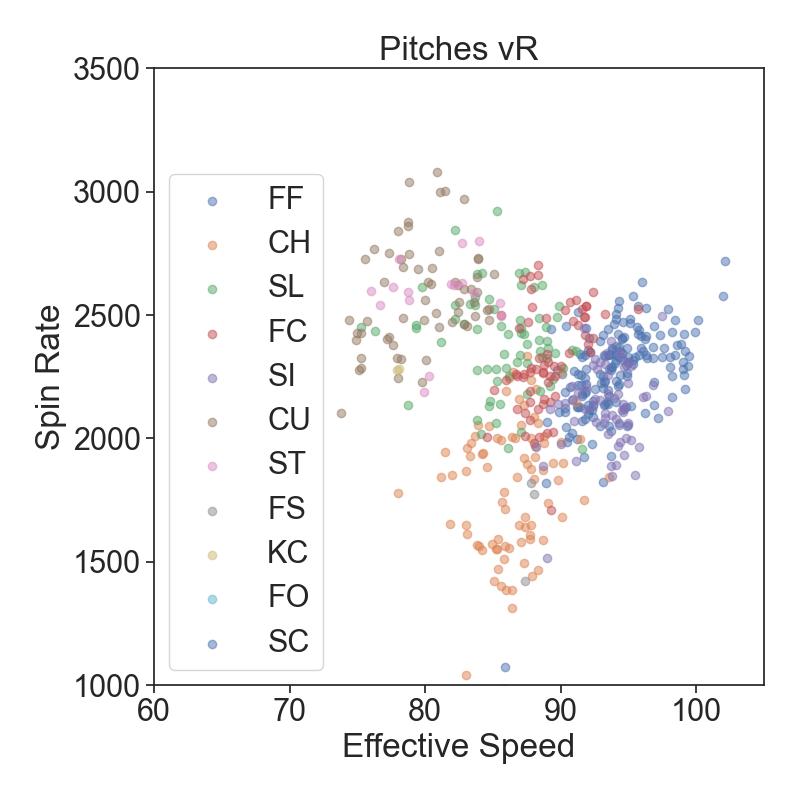 Pitches vR
3500
3000
2500
2000
1500
1000
Spin Rate
FF
CH
SL
FC
SI
CU
ST
FS
KC
FO
SC
60 70 80 90 100
Effective Speed